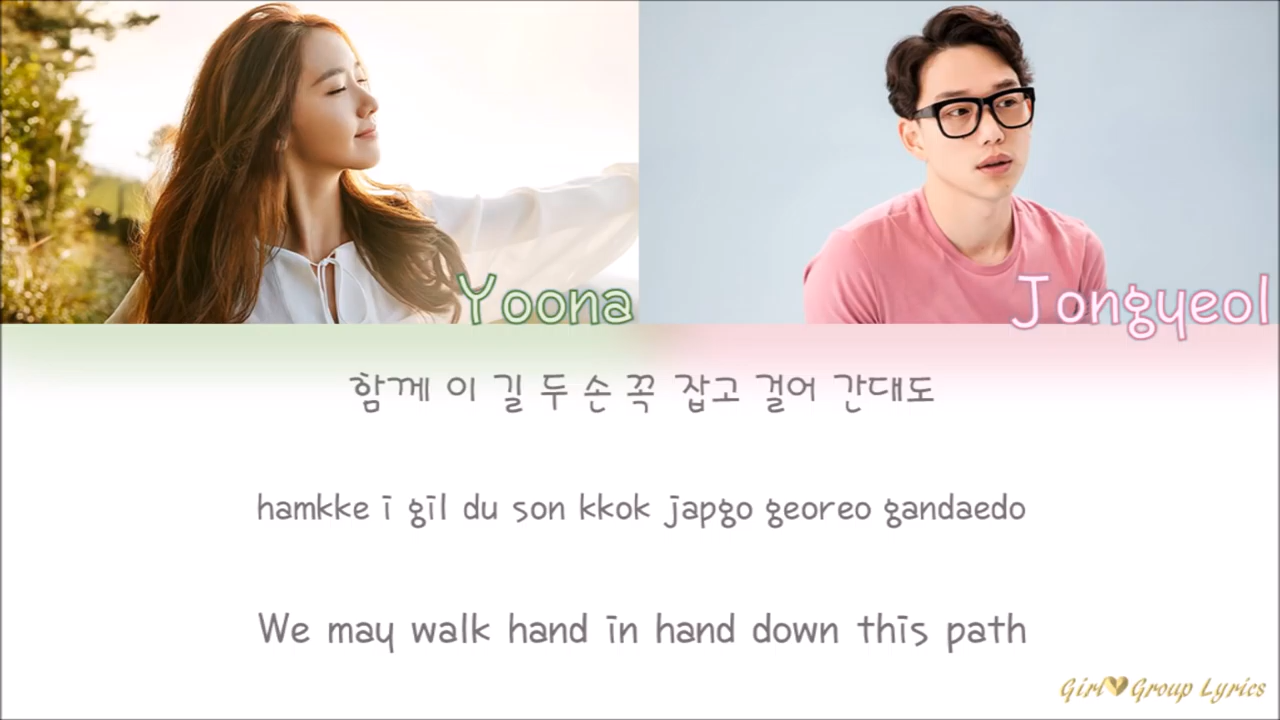 Yoona
Jongyeol
함께 이 길 두 손 꼭 잡고 걸어 간대도
hamkke i gil du son kkok japgo georeo gandaedo
We may walk hand in hand down this path
Girl Group Lyrics